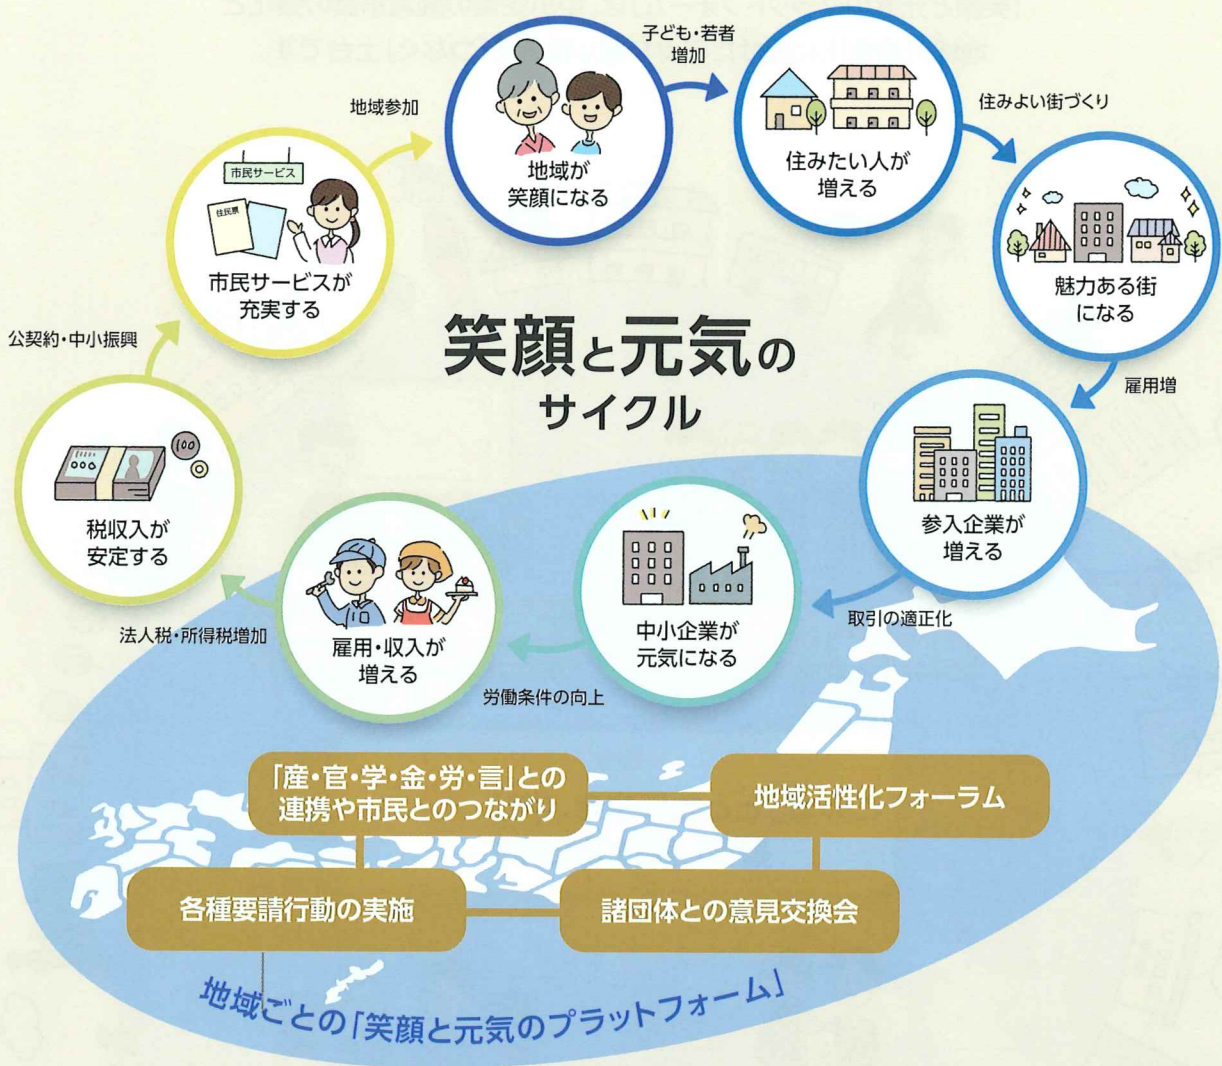 子ども・若者
増加
地域参加
地域が
笑顔になる
住みたい人が
増える
住みよい街づくり
市民サービス
住民票
市民サービスが
充実する
魅力ある街
になる
笑顔と元気の
サイクル
公契約・中小振興
雇用増
100
税収入が
安定する
参入企業が
増える
法人税・所得税増加
雇用・収入が
増える
中小企業が
元気になる
取引の適正化
労働条件の向上
「産・官・学・金・労・言」との
連携や市民とのつながり
地域活性化フォーラム
各種要請行動の実施
諸団体との意見交換会
地域ごとの「笑顔と元気のプラットフォーム」